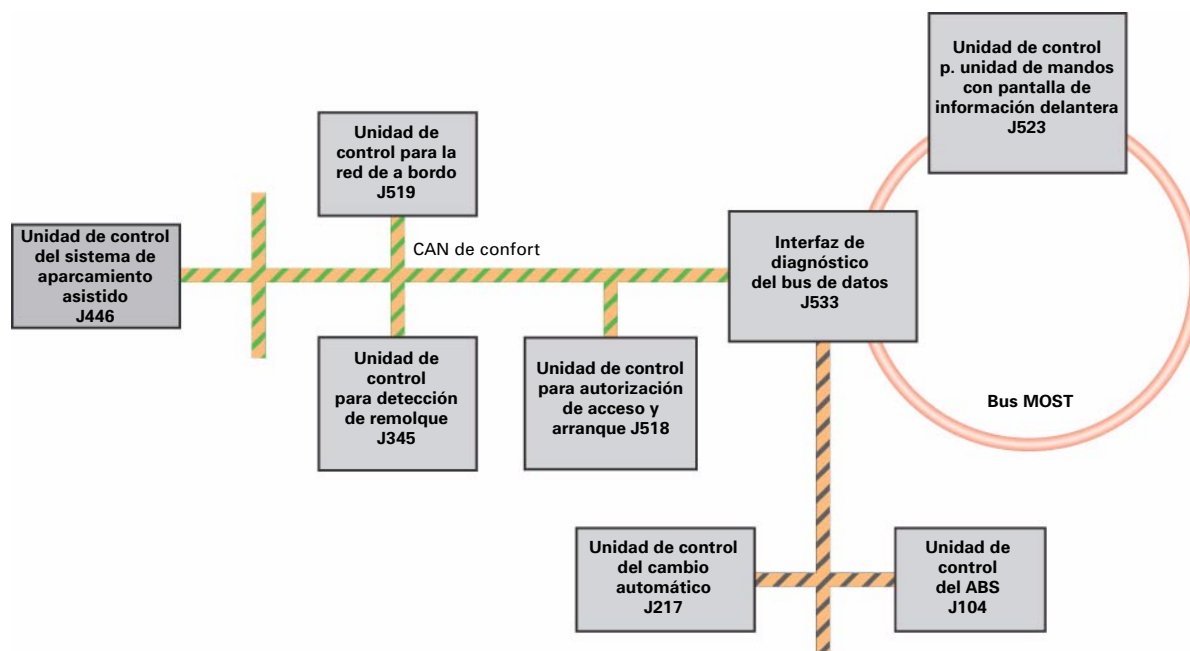 Unidad de control
p. unidad de mandos
con pantalla de
información delantera
J523
Unidad de
control para la
red de a bordo
J519
Unidad de control
del sistema de
aparcamiento
asistido
J446
CAN de confort
Interfaz de
diagnóstico
del bus de datos
J533
Unidad de
control
para detección
de remolque
J345
Unidad de control
para autorización
de acceso y
arranque J518
Bus MOST
Unidad de control
del cambio
automático
J217
Unidad de
control
del ABS
J104